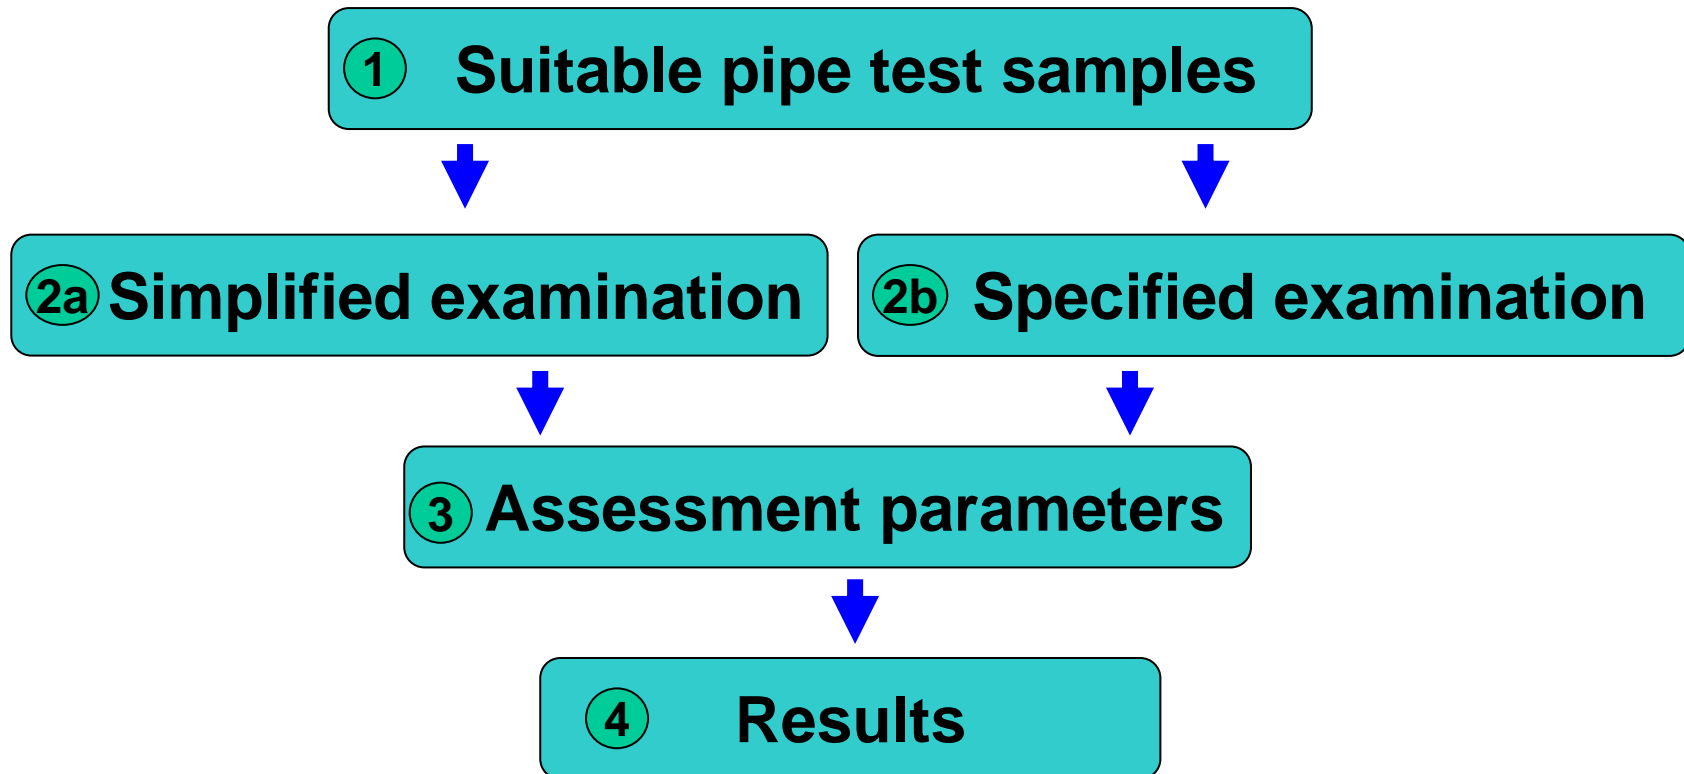 1 Suitable pipe test samples
2a Simplified examination
2b Specified examination
3 Assessment parameters
4 Results